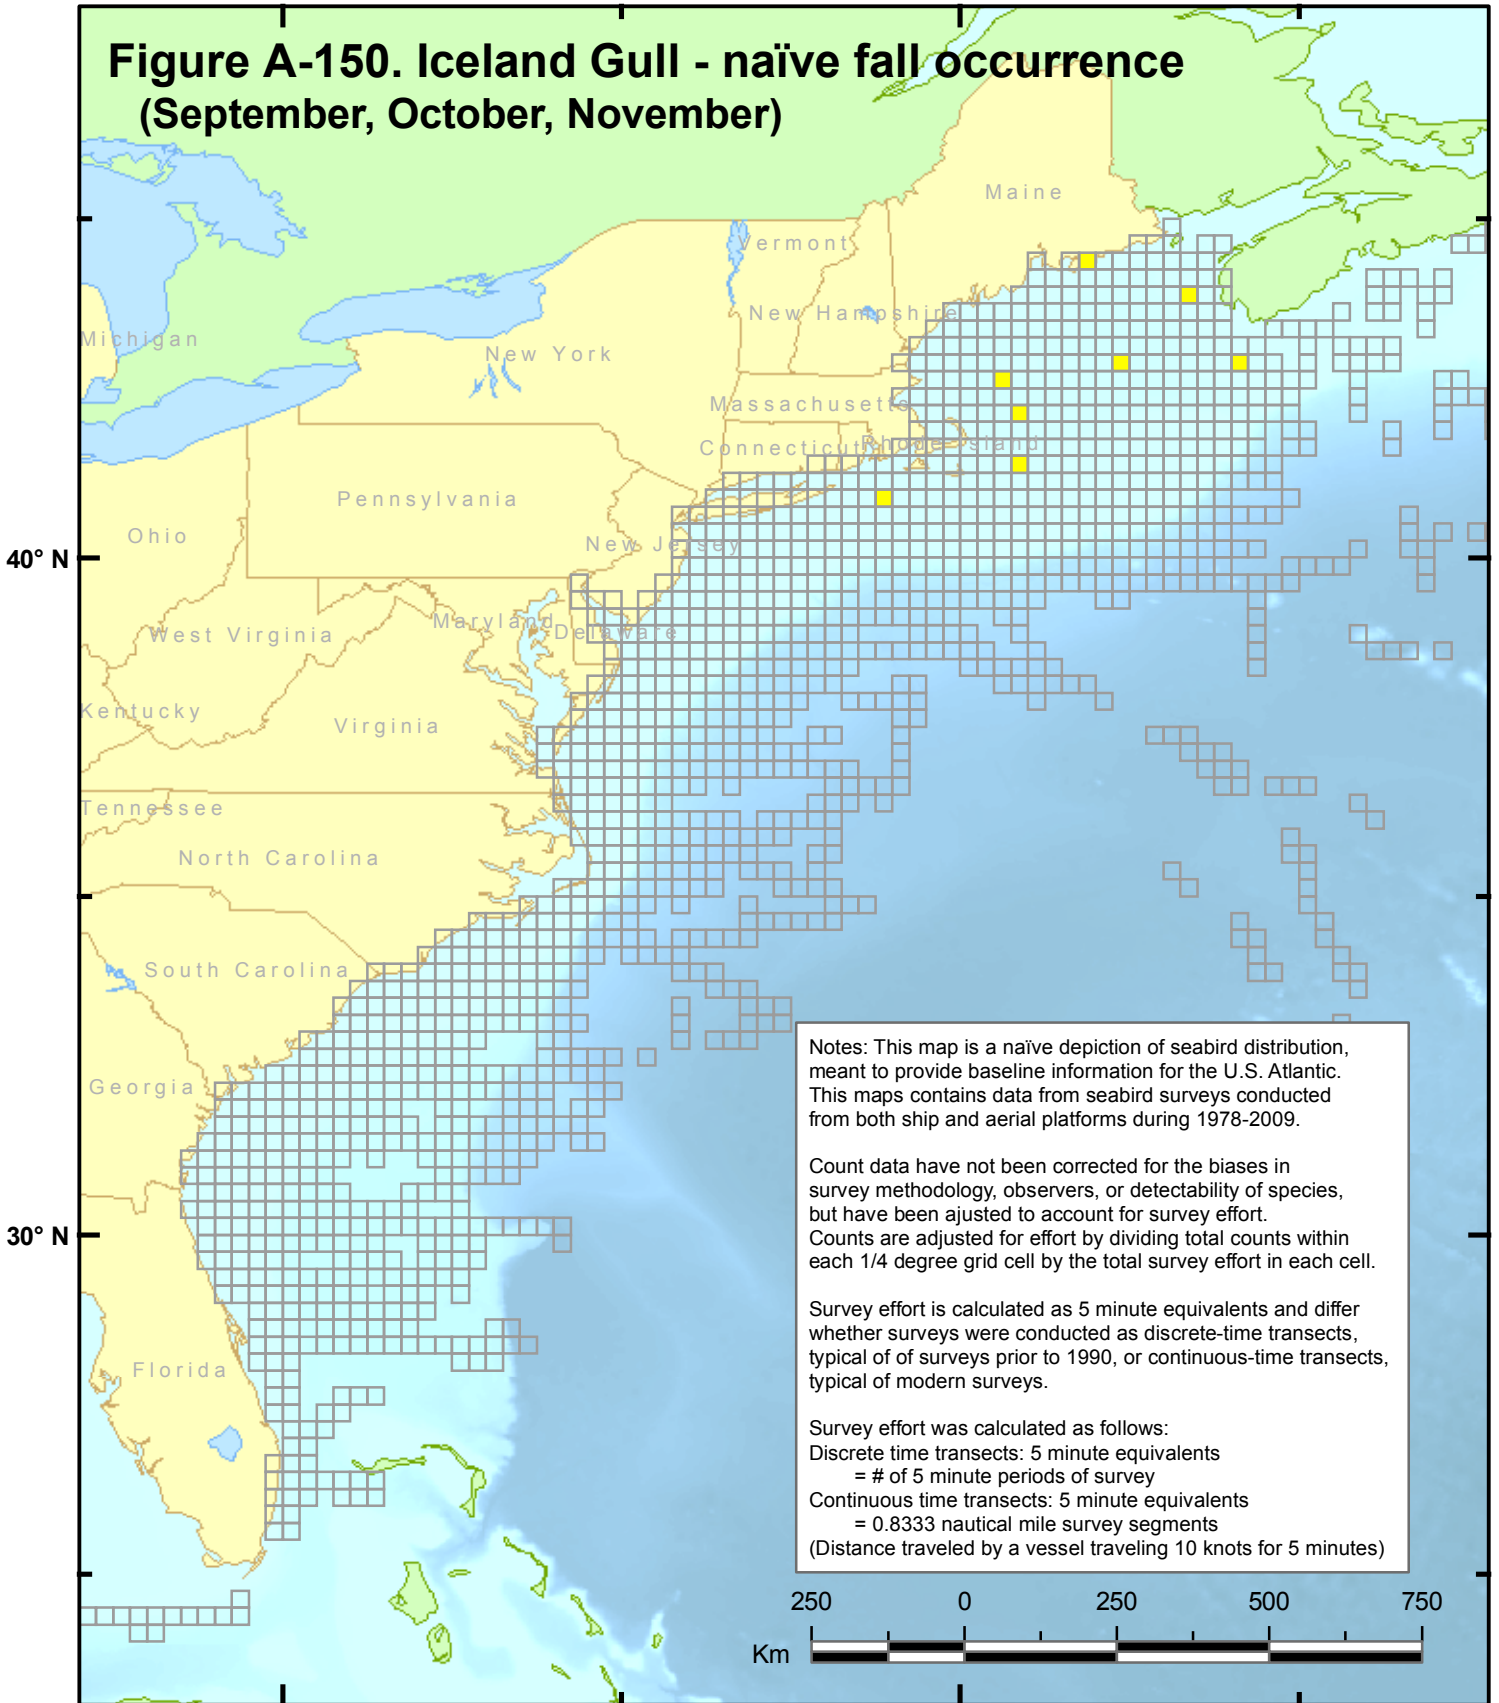 Figure A-150. Iceland Gull - naïve fall occurrence
(September, October, November)
Maine
Vermont
New Hampshire
Michigan
New York
Massachusetts
Connecticut
Rhode Island
Pennsylvania
Ohio
New Jersey
40° N
West Virginia
Maryland
Delaware
Kentucky
Virginia
Tennessee
North Carolina
South Carolina
Georgia
30° N
Florida
Notes: This map is a naïve depiction of seabird distribution,
meant to provide baseline information for the U.S. Atlantic.
This maps contains data from seabird surveys conducted
from both ship and aerial platforms during 1978-2009.
Count data have not been corrected for the biases in
survey methodology, observers, or detectability of species,
but have been ajusted to account for survey effort.
Counts are adjusted for effort by dividing total counts within
each 1/4 degree grid cell by the total survey effort in each cell.
Survey effort is calculated as 5 minute equivalents and differ
whether surveys were conducted as discrete-time transects,
typical of of surveys prior to 1990, or continuous-time transects,
typical of modern surveys.
Survey effort was calculated as follows:
Discrete time transects: 5 minute equivalents
= # of 5 minute periods of survey
Continuous time transects: 5 minute equivalents
= 0.8333 nautical mile survey segments
(Distance traveled by a vessel traveling 10 knots for 5 minutes)
250 0 250 500 750
Km